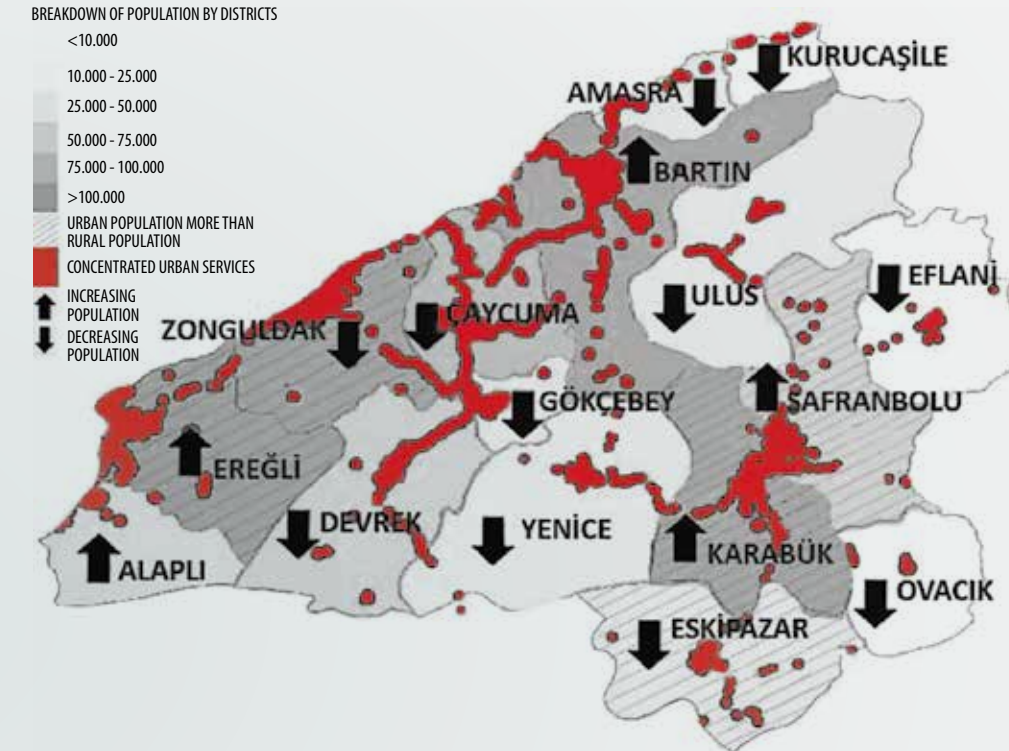 BREAKDOWN OF POPULATION BY DISTRICTS
<10.000
10.000 - 25.000
25.000 - 50.000
50.000 - 75.000
75.000 - 100.000
>100.000
URBAN POPULATION MORE THAN
RURAL POPULATION
CONCENTRATED URBAN SERVICES
INCREASING
POPULATION
DECREASING
POPULATION
KURUCAŞİLE
AMASRA
BARTIN
EFLANİ
ULUS
ÇAYCUMA
ZONGULDAK
GÖKÇEBEY
SAFRANBOLU
EREĞLİ
DEVREK
YENİCE
KARABÜK
ALAPLI
OVACIK
ESKİPAZAR